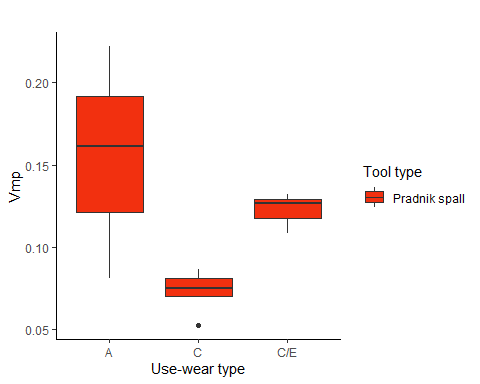 Vmp
0.20
0.15
0.10
0.05
A C C/E
Use-wear type
Tool type
Pradnik spall